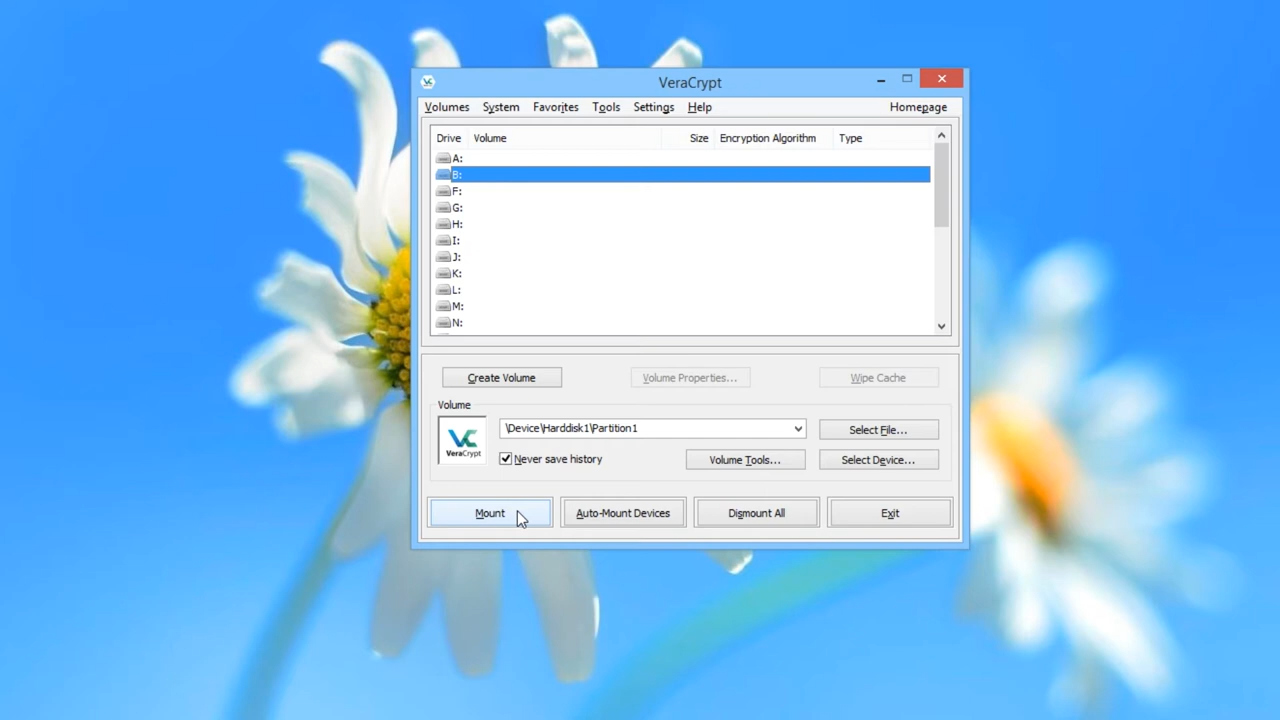 VeraCrypt
Volumes System Favorites Tools Settings Help Homepage
Drive Volume Size Encryption Algorithm Type
A:
B:
F:
G:
H:
I:
J:
K:
L:
M:
N:
Create Volume Volume Properties... Wipe Cache
Volume
\Device\Harddisk1\Partition1 Select File...
VeraCrypt
Never save history Volume Tools... Select Device...
Mount Auto-Mount Devices Dismount All Exit